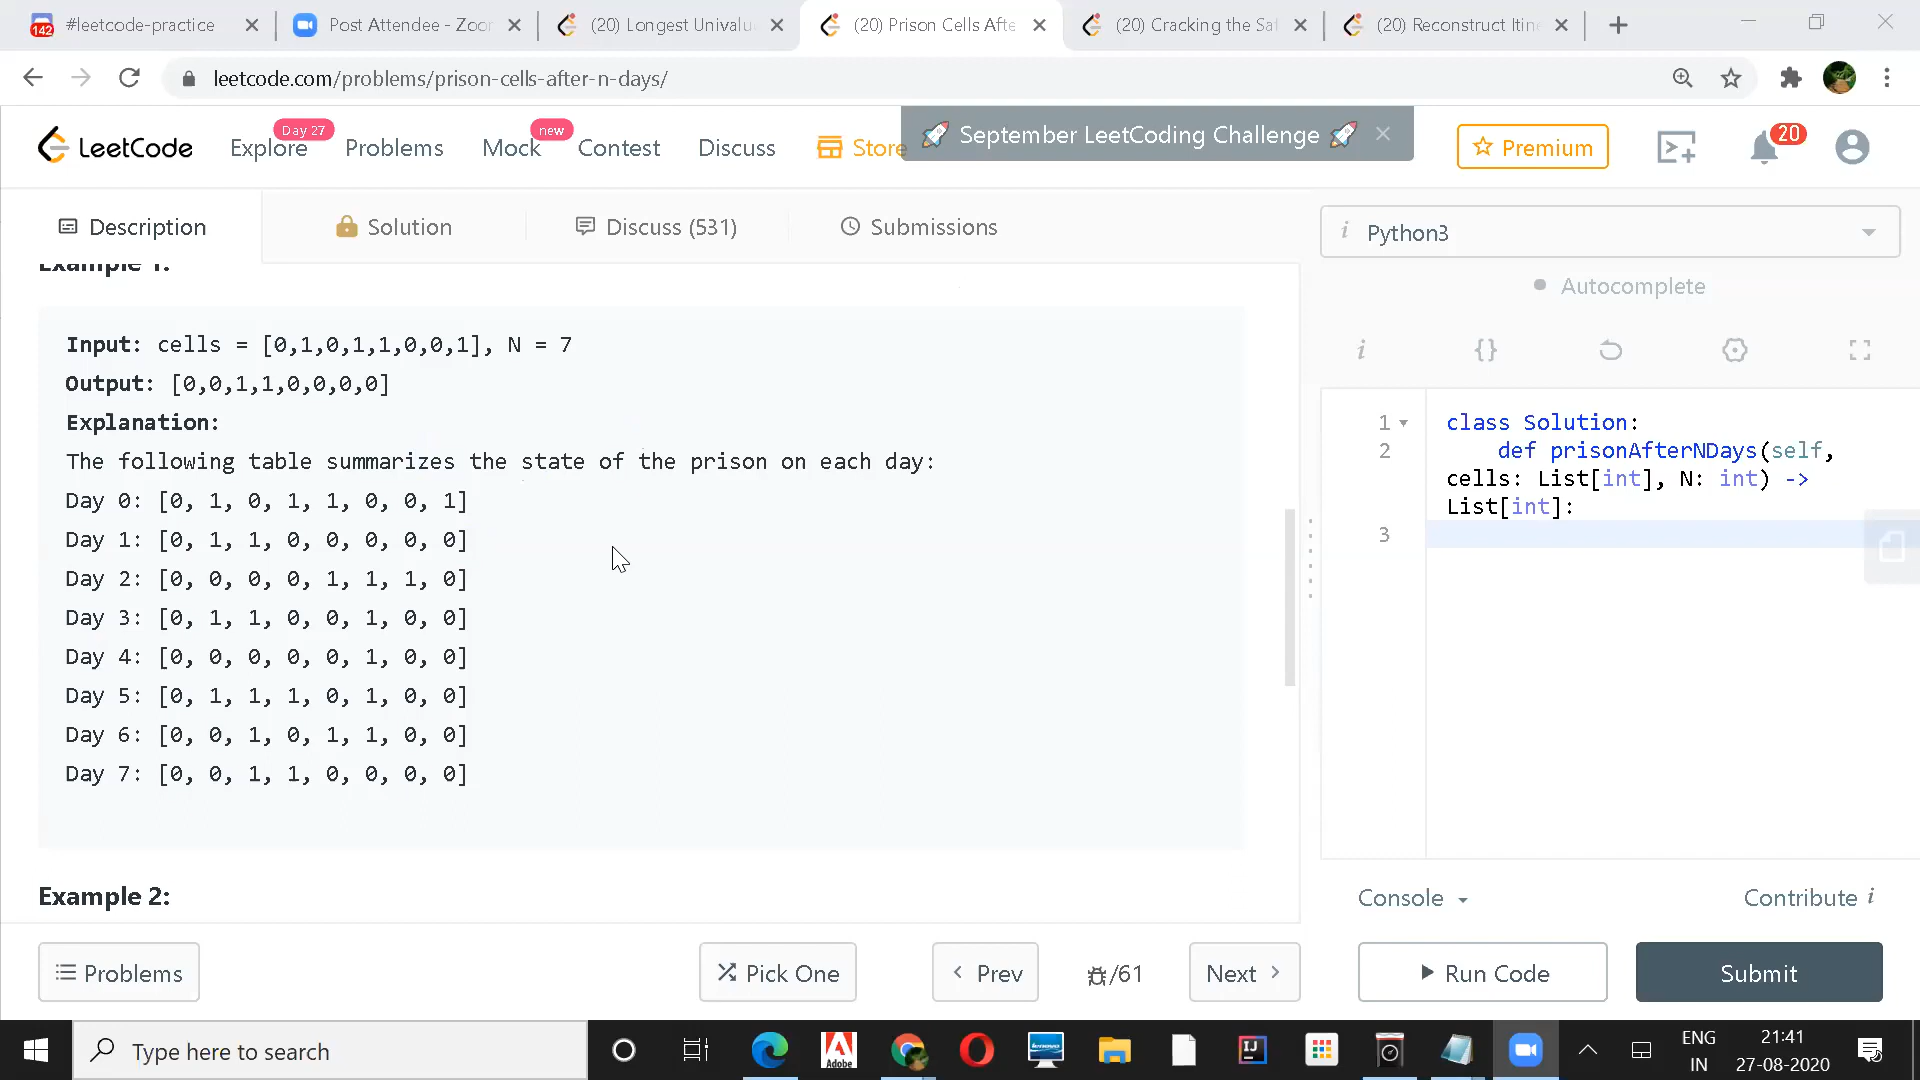 142 #leetcode-practice Post Attendee - Zoor (20) Longest Univalu (20) Prison Cells Afte (20) Cracking the Saf (20) Reconstruct Itine
leetcode.com/problems/prison-cells-after-n-days/
LeetCode Explore Day 27 Problems Mock new Contest Discuss Store 🚀 September LeetCoding Challenge 🚀 Premium 20
Description Solution Discuss (531) Submissions
Python3
Autocomplete
Example 1:
Input: cells = [0,1,0,1,1,0,0,1], N = 7
Output: [0,0,1,1,0,0,0,0]
Explanation:
The following table summarizes the state of the prison on each day:
Day 0: [0, 1, 0, 1, 1, 0, 0, 1]
Day 1: [0, 1, 1, 0, 0, 0, 0, 0]
Day 2: [0, 0, 0, 0, 1, 1, 1, 0]
Day 3: [0, 1, 1, 0, 0, 1, 0, 0]
Day 4: [0, 0, 0, 0, 0, 1, 0, 0]
Day 5: [0, 1, 1, 1, 0, 1, 0, 0]
Day 6: [0, 0, 1, 0, 1, 1, 0, 0]
Day 7: [0, 0, 1, 1, 0, 0, 0, 0]
Example 2:
i {}
1 class Solution:
2 def prisonAfterNDays(self,
cells: List[int], N: int) ->
List[int]:
3
Console Contribute i
Problems Pick One < Prev /61 Next > Run Code Submit
Type here to search Adobe lenovo IJ ENG 21:41
IN 27-08-2020